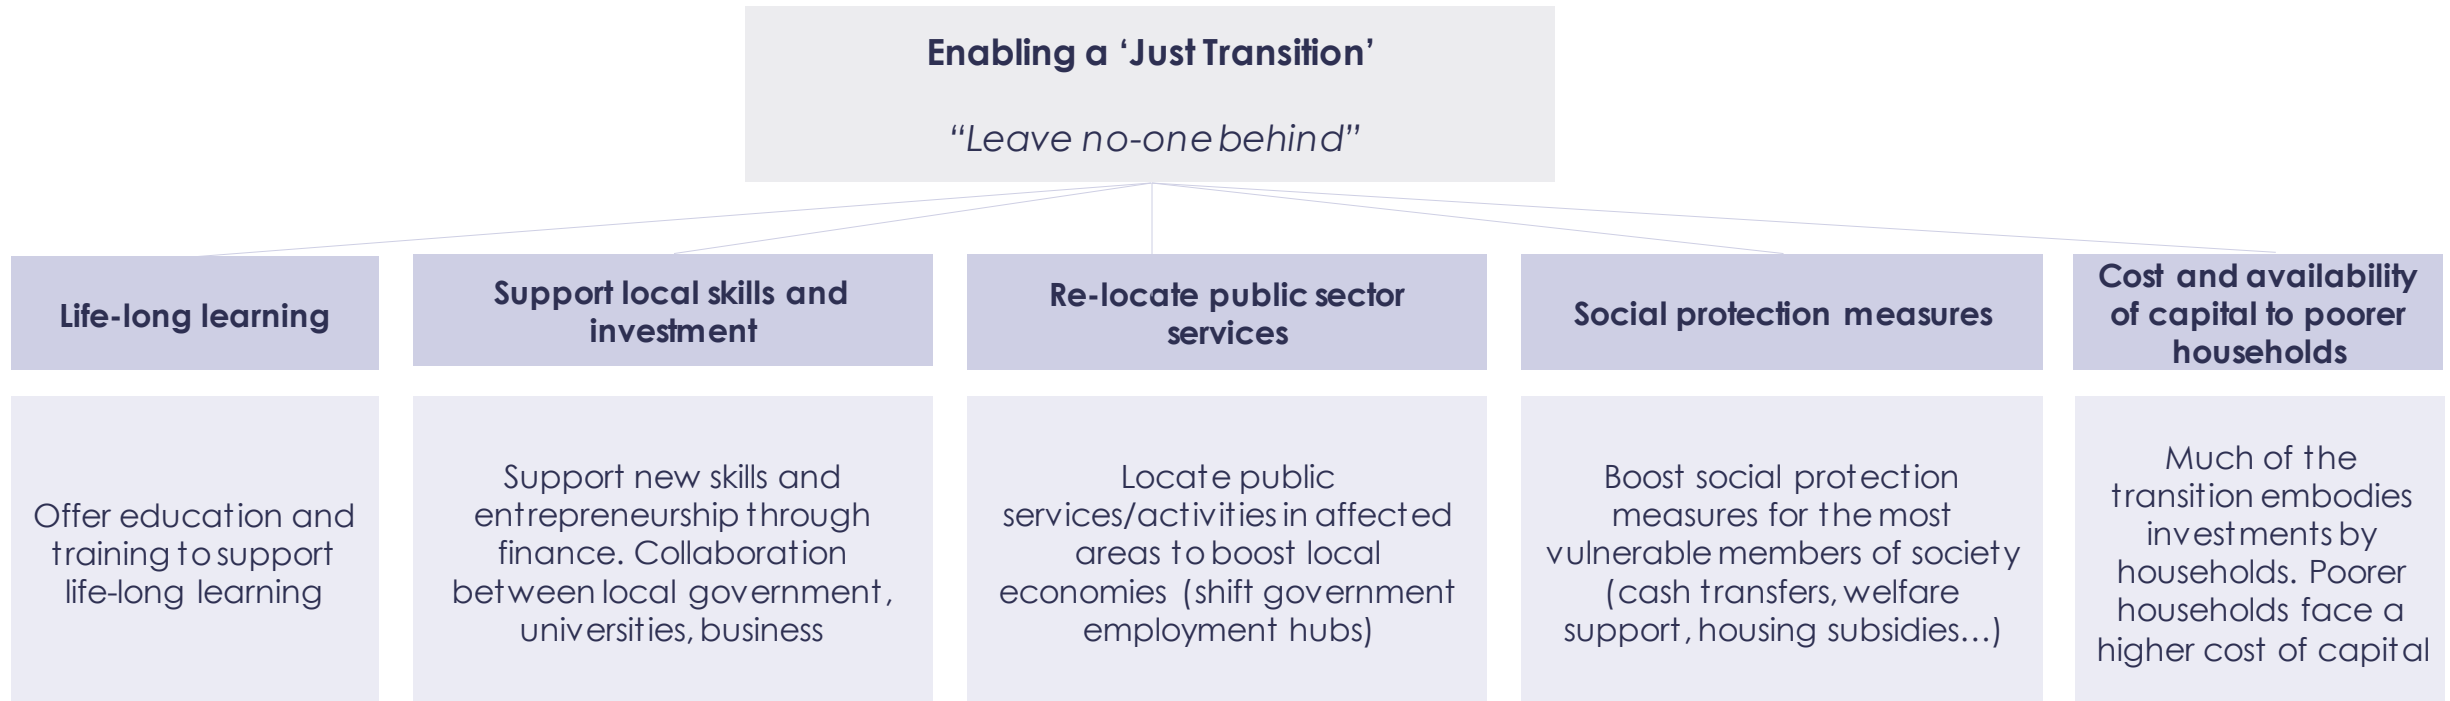 Enabling a ‘Just Transition’
“Leave no-one behind”
Life-long learning
Support local skills and
investment
Re-locate public sector
services
Social protection measures
Cost and availability
of capital to poorer
households
Offer education and
training to support
life-long learning
Support new skills and
entrepreneurship through
finance. Collaboration
between local government,
universities, business
Locate public
services/activities in affected
areas to boost local
economies (shift government
employment hubs)
Boost social protection
measures for the most
vulnerable members of society
(cash transfers, welfare
support, housing subsidies…)
Much of the
transition embodies
investments by
households. Poorer
households face a
higher cost of capital